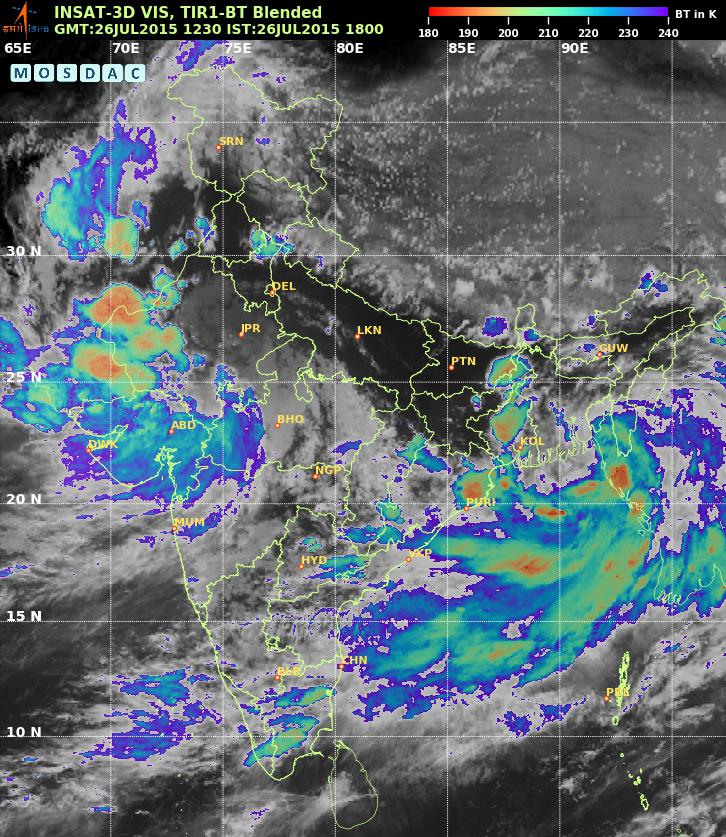 INSAT-3D VIS, TIR1-BT Blended
GMT:26JUL2015 1230 IST:26JUL2015 1800
BT in K
180 190 200 210 220 230 240
65E 70E 75E 80E 85E 90E
MOSDAC
SRN
30 N
DEL
JPR
LKN
GUW
PTN
25 N
BHO
ABD
KOL
DWK
NGP
20 N
PURI
MUM
VKP
HYD
15 N
CHN
BLR
PBL
10 N